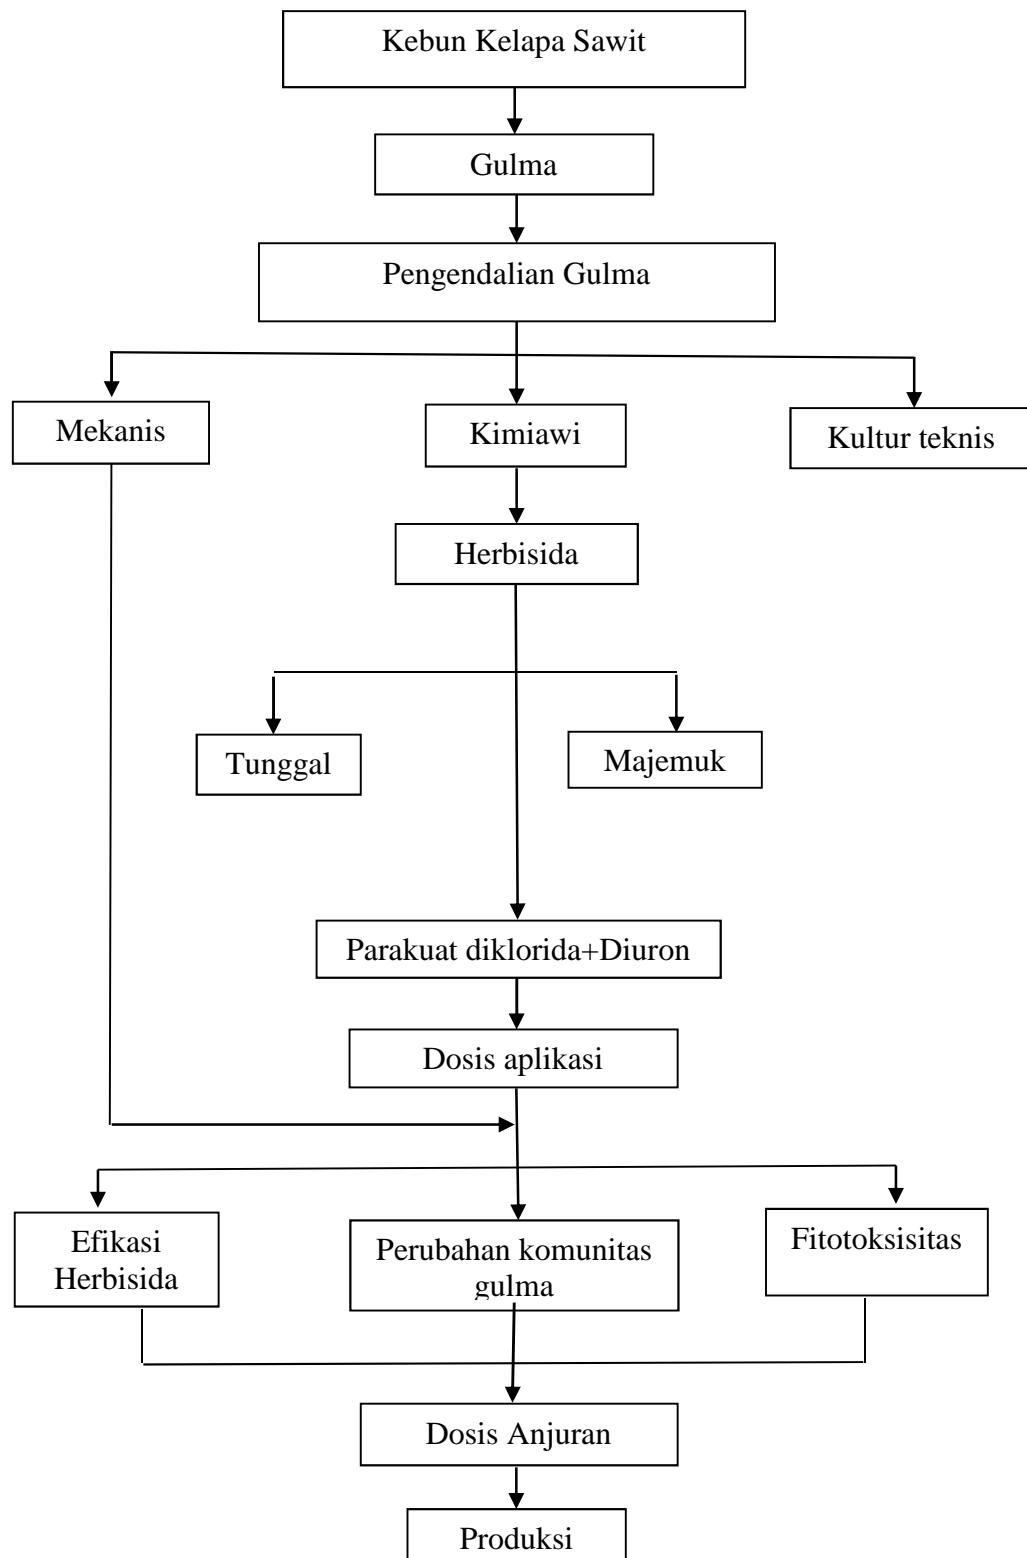 Kebun Kelapa Sawit
Gulma
Pengendalian Gulma
Mekanis
Kimiawi
Kultur teknis
Herbisida
Tunggal
Majemuk
Parakuat diklorida+Diuron
Dosis aplikasi
Efikasi
Herbisida
Perubahan komunitas
gulma
Fitotoksisitas
Dosis Anjuran
Produksi